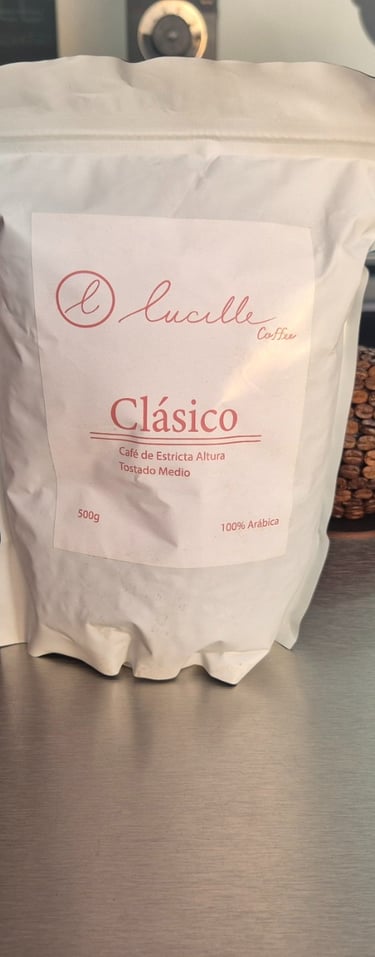 l lucille
Coffee
Clásico
Café de Estricta Altura
Tostado Medio
500g
100% Arábica